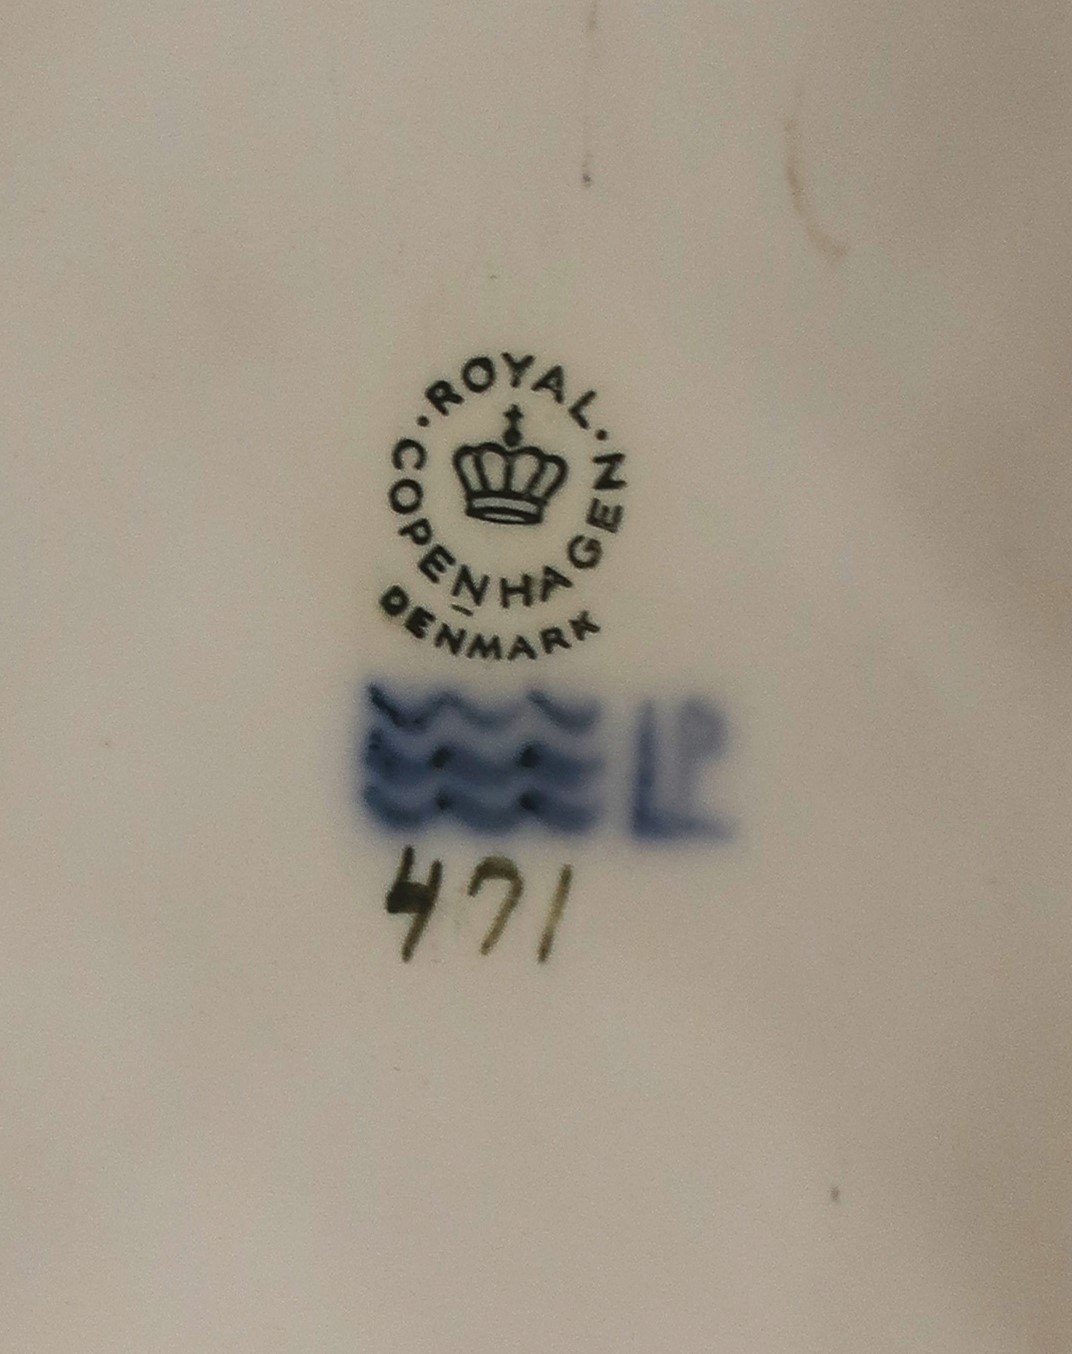 · ROYAL ·
COPENHAGEN
DENMARK
LP
471